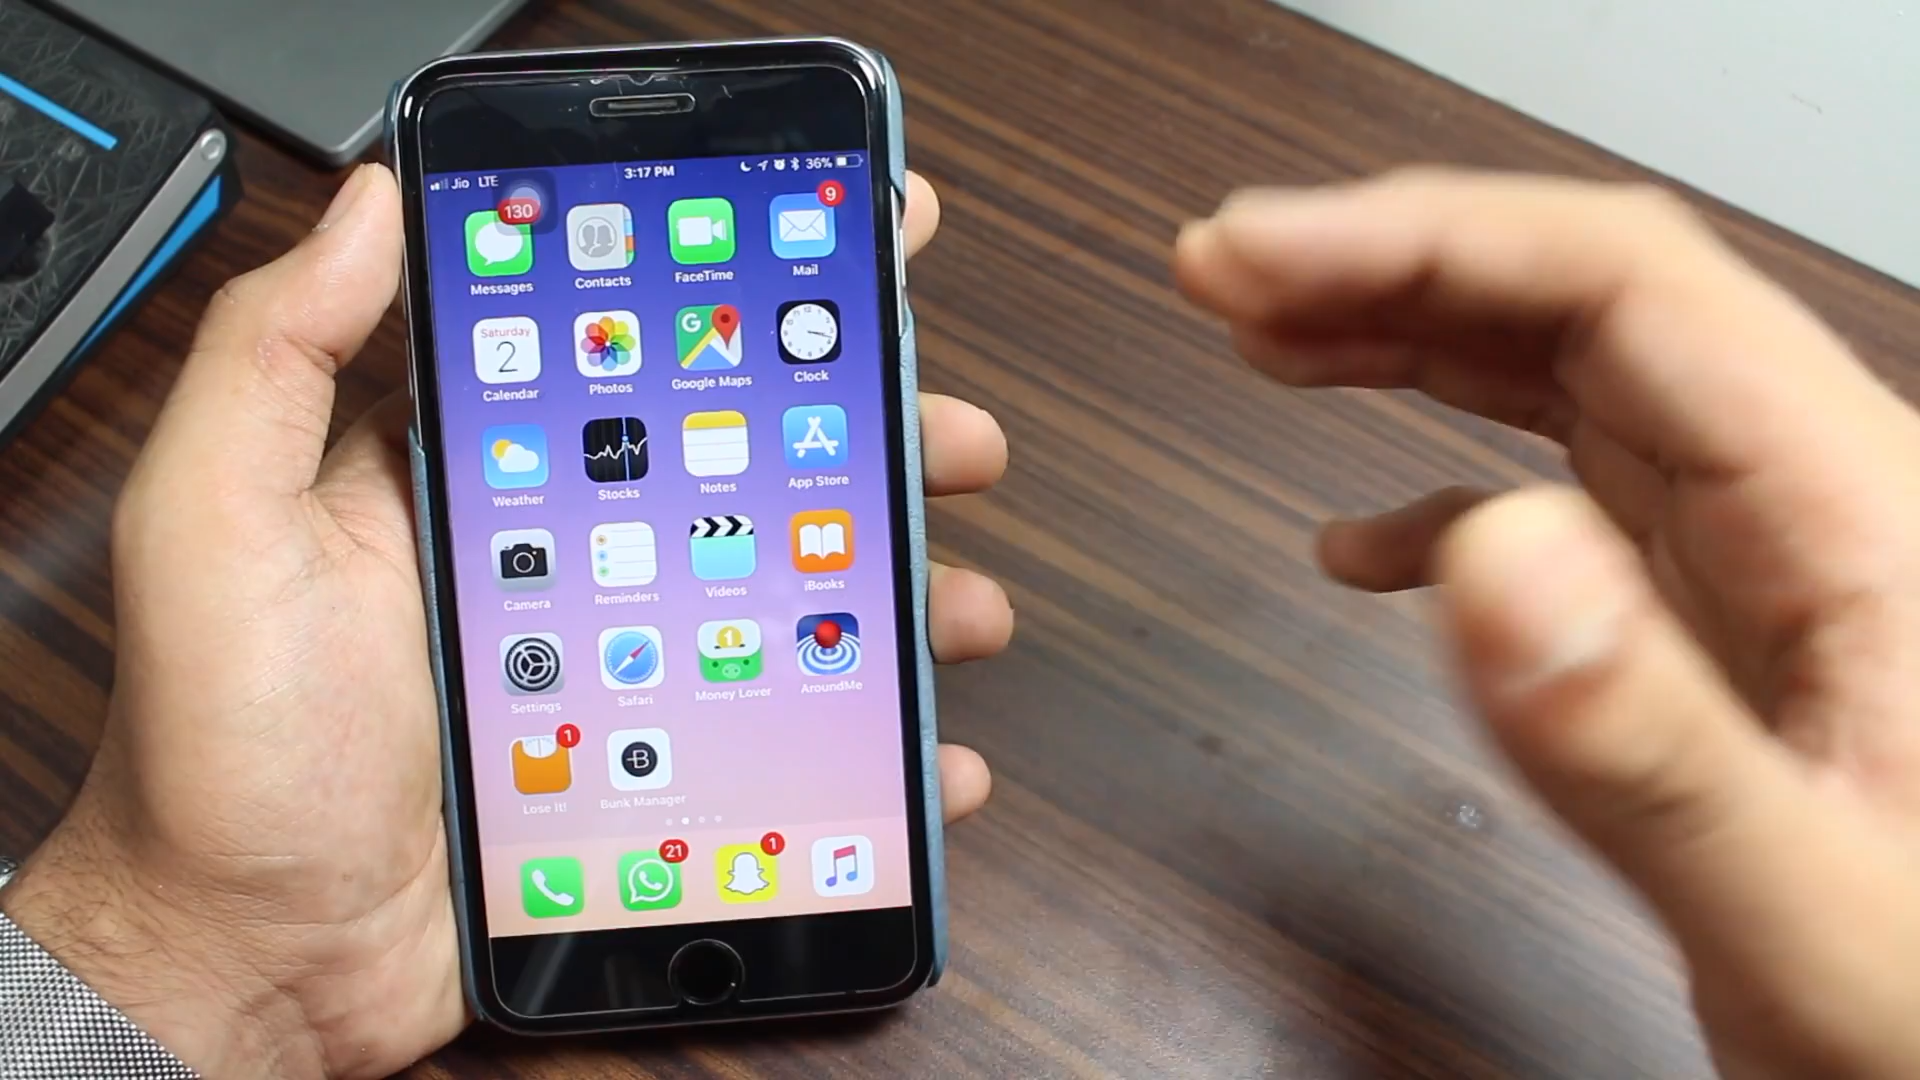 Jio LTE 3:17 PM 36%
130 9
Messages Contacts FaceTime Mail
Saturday
2
G
Calendar Photos Google Maps Clock
Weather Stocks Notes App Store
Camera Reminders Videos iBooks
1
Settings Safari Money Lover AroundMe
1 B
Lose It! Bunk Manager
21 1